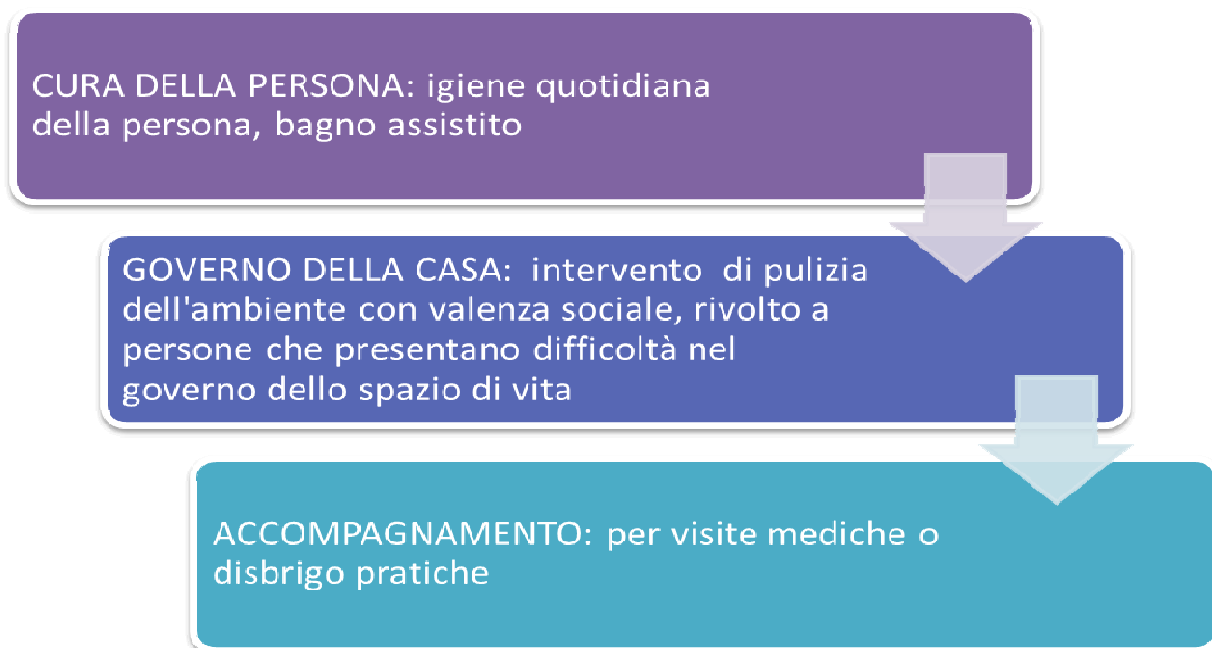 CURA DELLA PERSONA: igiene quotidiana
della persona, bagno assistito
GOVERNO DELLA CASA:  intervento  di pulizia
dell'ambiente con valenza sociale, rivolto a
persone che presentano difficoltà nel
governo dello spazio di vita
ACCOMPAGNAMENTO: per visite mediche o
disbrigo pratiche